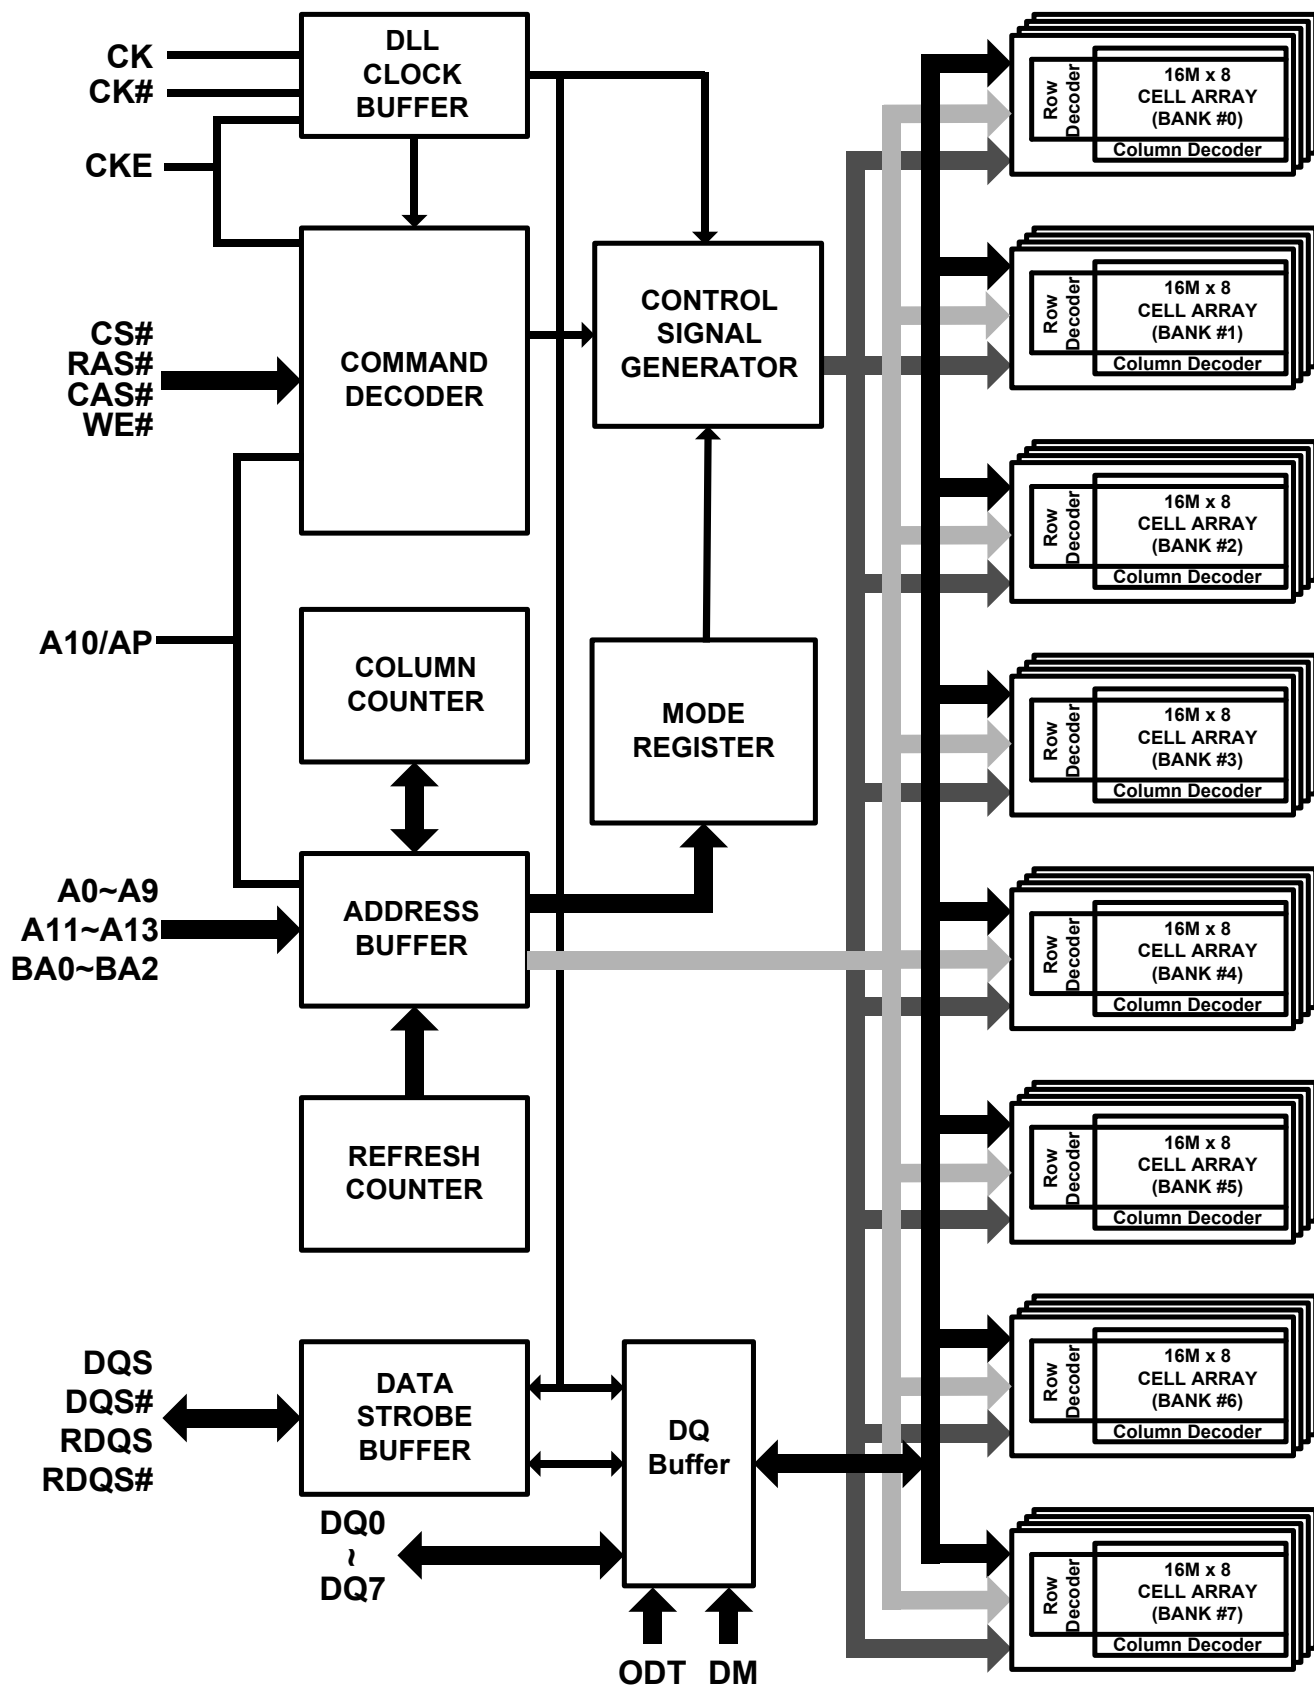 CK
CK#
CKE
DLL
CLOCK
BUFFER
CS#
RAS#
CAS#
WE#
COMMAND
DECODER
CONTROL
SIGNAL
GENERATOR
A10/AP
COLUMN
COUNTER
MODE
REGISTER
A0~A9
A11~A13
BA0~BA2
ADDRESS
BUFFER
REFRESH
COUNTER
DQS
DQS#
RDQS
RDQS#
DATA
STROBE
BUFFER
DQ
Buffer
DQ0
~
DQ7
ODT
DM
Row
Decoder
16M x 8
CELL ARRAY
(BANK #0)
Column Decoder
Row
Decoder
16M x 8
CELL ARRAY
(BANK #1)
Column Decoder
Row
Decoder
16M x 8
CELL ARRAY
(BANK #2)
Column Decoder
Row
Decoder
16M x 8
CELL ARRAY
(BANK #3)
Column Decoder
Row
Decoder
16M x 8
CELL ARRAY
(BANK #4)
Column Decoder
Row
Decoder
16M x 8
CELL ARRAY
(BANK #5)
Column Decoder
Row
Decoder
16M x 8
CELL ARRAY
(BANK #6)
Column Decoder
Row
Decoder
16M x 8
CELL ARRAY
(BANK #7)
Column Decoder